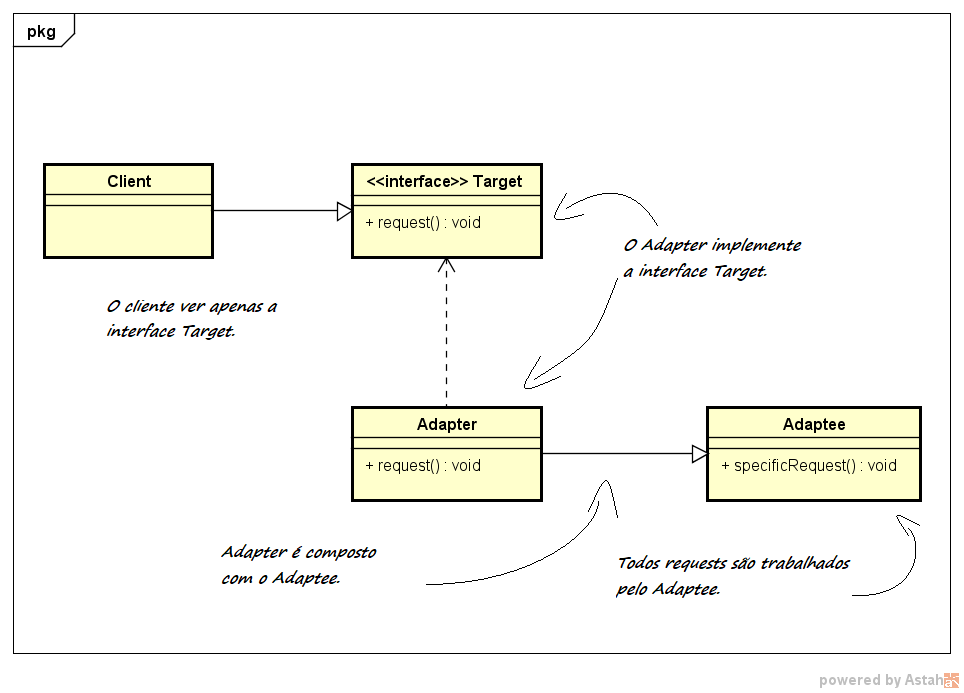 pkg
Client
<<interface>> Target
+ request() : void
O Adapter implemente
a interface Target.
O cliente ver apenas a
interface Target.
Adapter
+ request() : void
Adaptee
+ specificRequest() : void
Adapter é composto
com o Adaptee.
Todos requests são trabalhados
pelo Adaptee.
powered by Astah